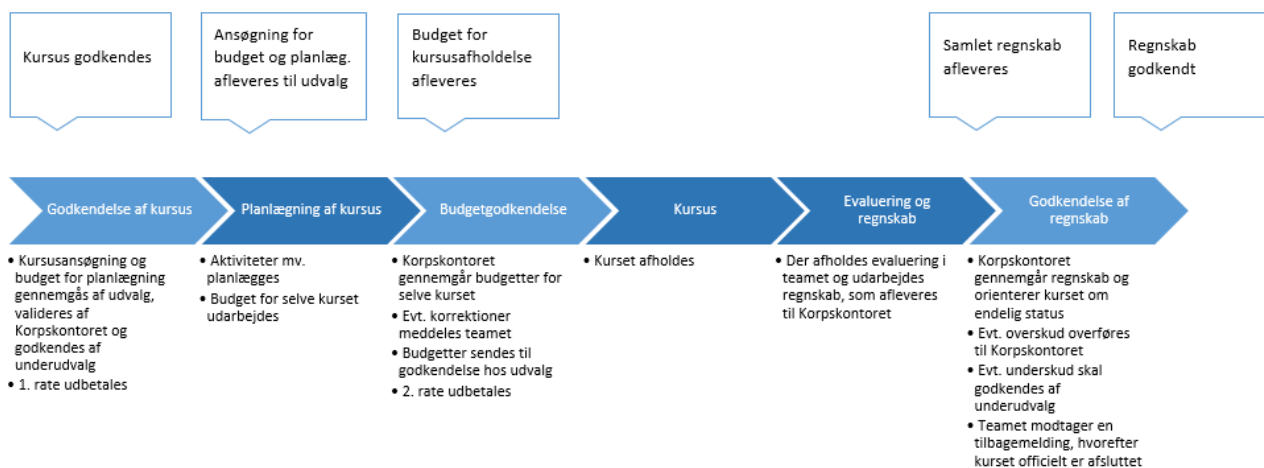 Kursus godkendes
Ansøgning for
budget og planlæg.
afleveres til udvalg
Budget for
kursusafholdelse
afleveres
Samlet regnskab
afleveres
Regnskab
godkendt
Godkendelse af kursus
Planlægning af kursus
Budgetgodkendelse
Kursus
Evaluering og
regnskab
Godkendelse af
regnskab
• Kursusansøgning og
budget for planlægning
gennemgås af udvalg,
valideres af
Korpskontoret og
godkendes af
underudvalg
• 1. rate udbetales
• Aktiviteter mv.
planlægges
• Budget for selve kurset
udarbejdes
• Korpskontoret
gennemgår budgetter for
selve kurset
• Evt. korrektioner
meddeles teamet
• Budgetter sendes til
godkendelse hos udvalg
• 2. rate udbetales
• Kurset afholdes
• Der afholdes evaluering i
teamet og udarbejdes
regnskab, som afleveres
til Korpskontoret
• Korpskontoret
gennemgår regnskab og
orienterer kurset om
endelig status
• Evt. overskud overføres
til Korpskontoret
• Evt. underskud skal
godkendes af
underudvalg
• Teamet modtager en
tilbagemelding, hvorefter
kurset officielt er afsluttet